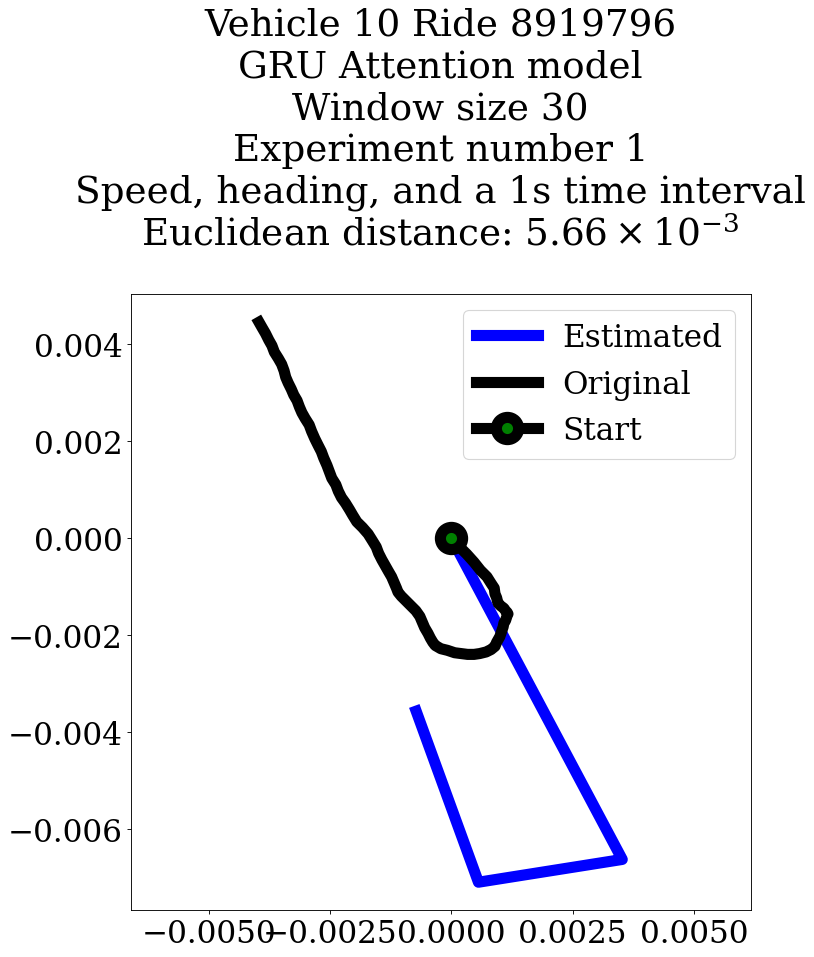 Vehicle 10 Ride 8919796
GRU Attention model
Window size 30
Experiment number 1
Speed, heading, and a 1s time interval
Euclidean distance: 5.66 × 10⁻³
Estimated
Original
Start
0.004
0.002
0.000
−0.002
−0.004
−0.006
−0.0050 −0.0025 0.0000 0.0025 0.0050